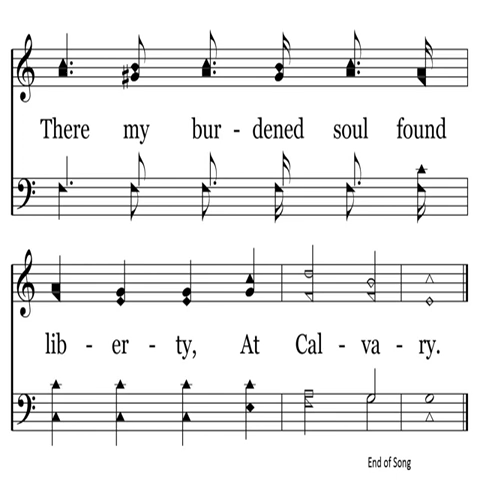 There my bur - dened soul found
lib - er - ty, At Cal - va - ry.
End of Song